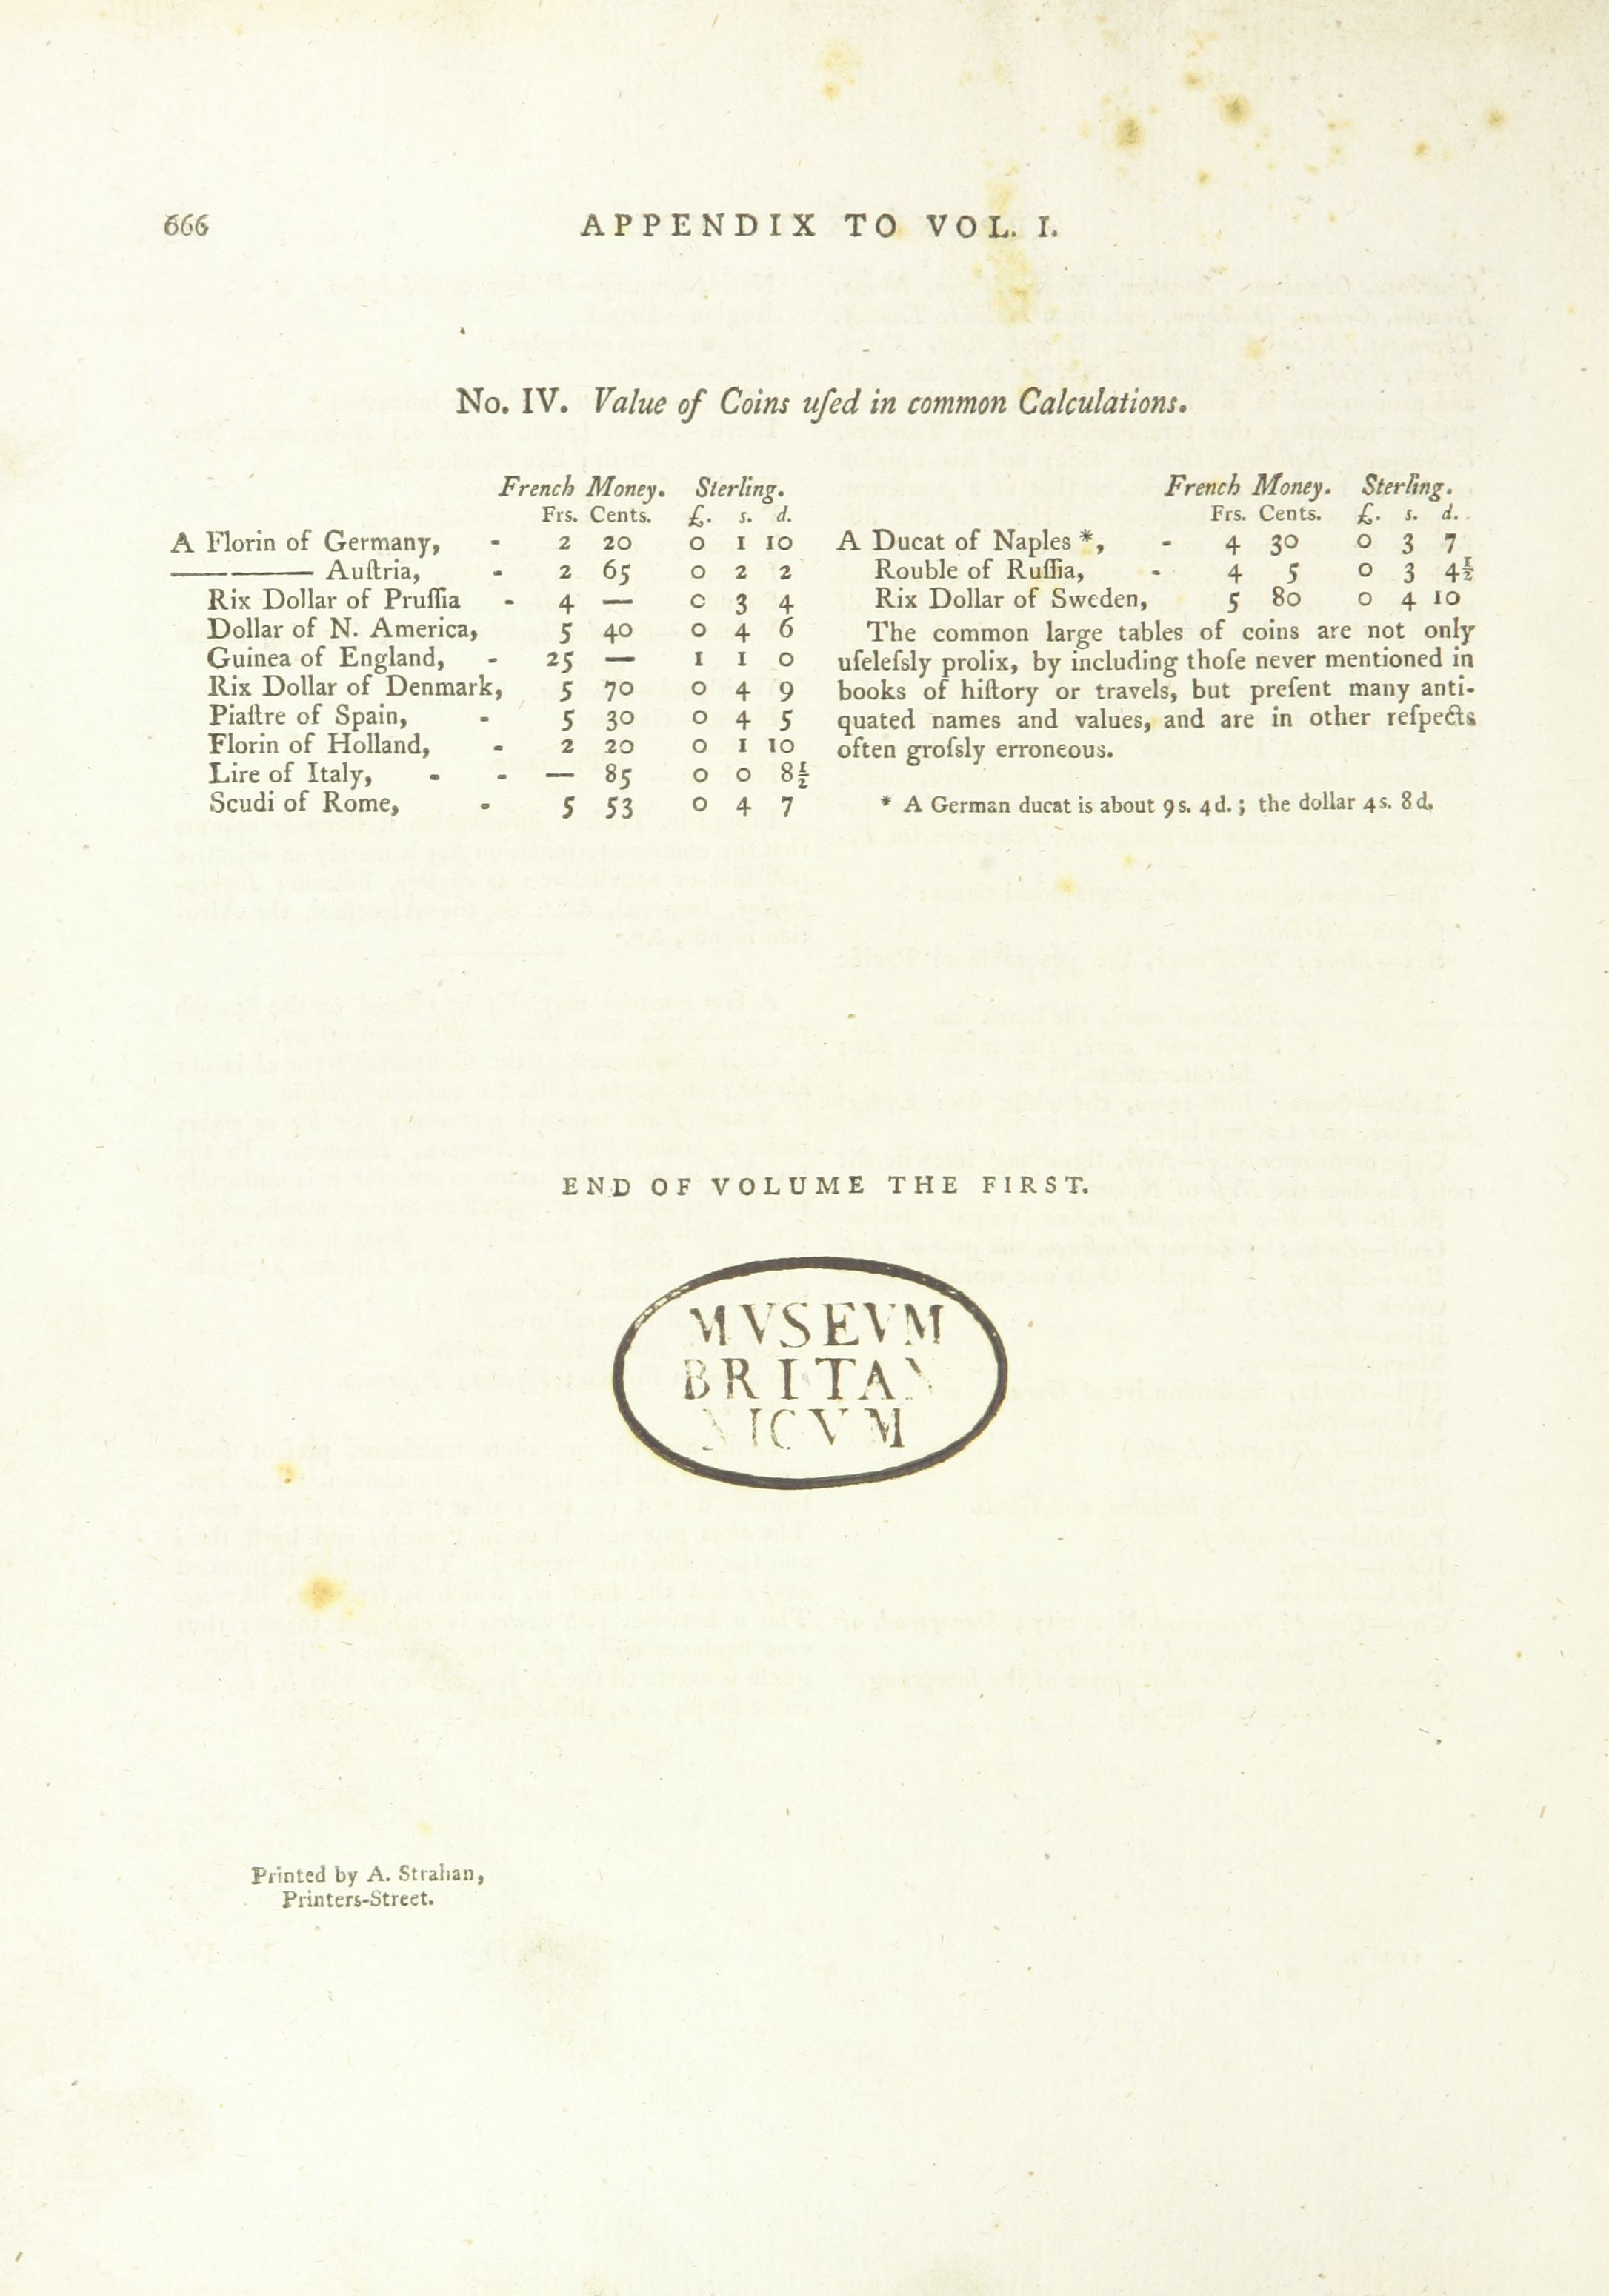 666
APPENDIX TO VOL. I.
No. IV. Value of Coins uſed in common Calculations.
French Money. Sterling.
Frs. Cents. £. s. d.
A Florin of Germany, - 2 20 0 1 10
——— Auſtria, - 2 65 0 2 2
Rix Dollar of Pruſſia - 4 — 0 3 4
Dollar of N. America, 5 40 0 4 6
Guinea of England, - 25 — 1 1 0
Rix Dollar of Denmark, 5 70 0 4 9
Piaſtre of Spain, - 5 30 0 4 5
Florin of Holland, - 2 20 0 1 10
Lire of Italy, - - — 85 0 0 8½
Scudi of Rome, - 5 53 0 4 7
French Money. Sterling.
Frs. Cents. £. s. d.
A Ducat of Naples *, - 4 30 0 3 7
Rouble of Ruſſia, - 4 5 0 3 4½
Rix Dollar of Sweden, 5 80 0 4 10
The common large tables of coins are not only
uſeleſsly prolix, by including thoſe never mentioned in
books of hiſtory or travels, but preſent many anti-
quated names and values, and are in other reſpects
often groſsly erroneous.
* A German ducat is about 9s. 4d.; the dollar 4s. 8d.
END OF VOLUME THE FIRST.
MVSEVM
BRITAN
NICVM
Printed by A. Strahan,
Printers-Street.